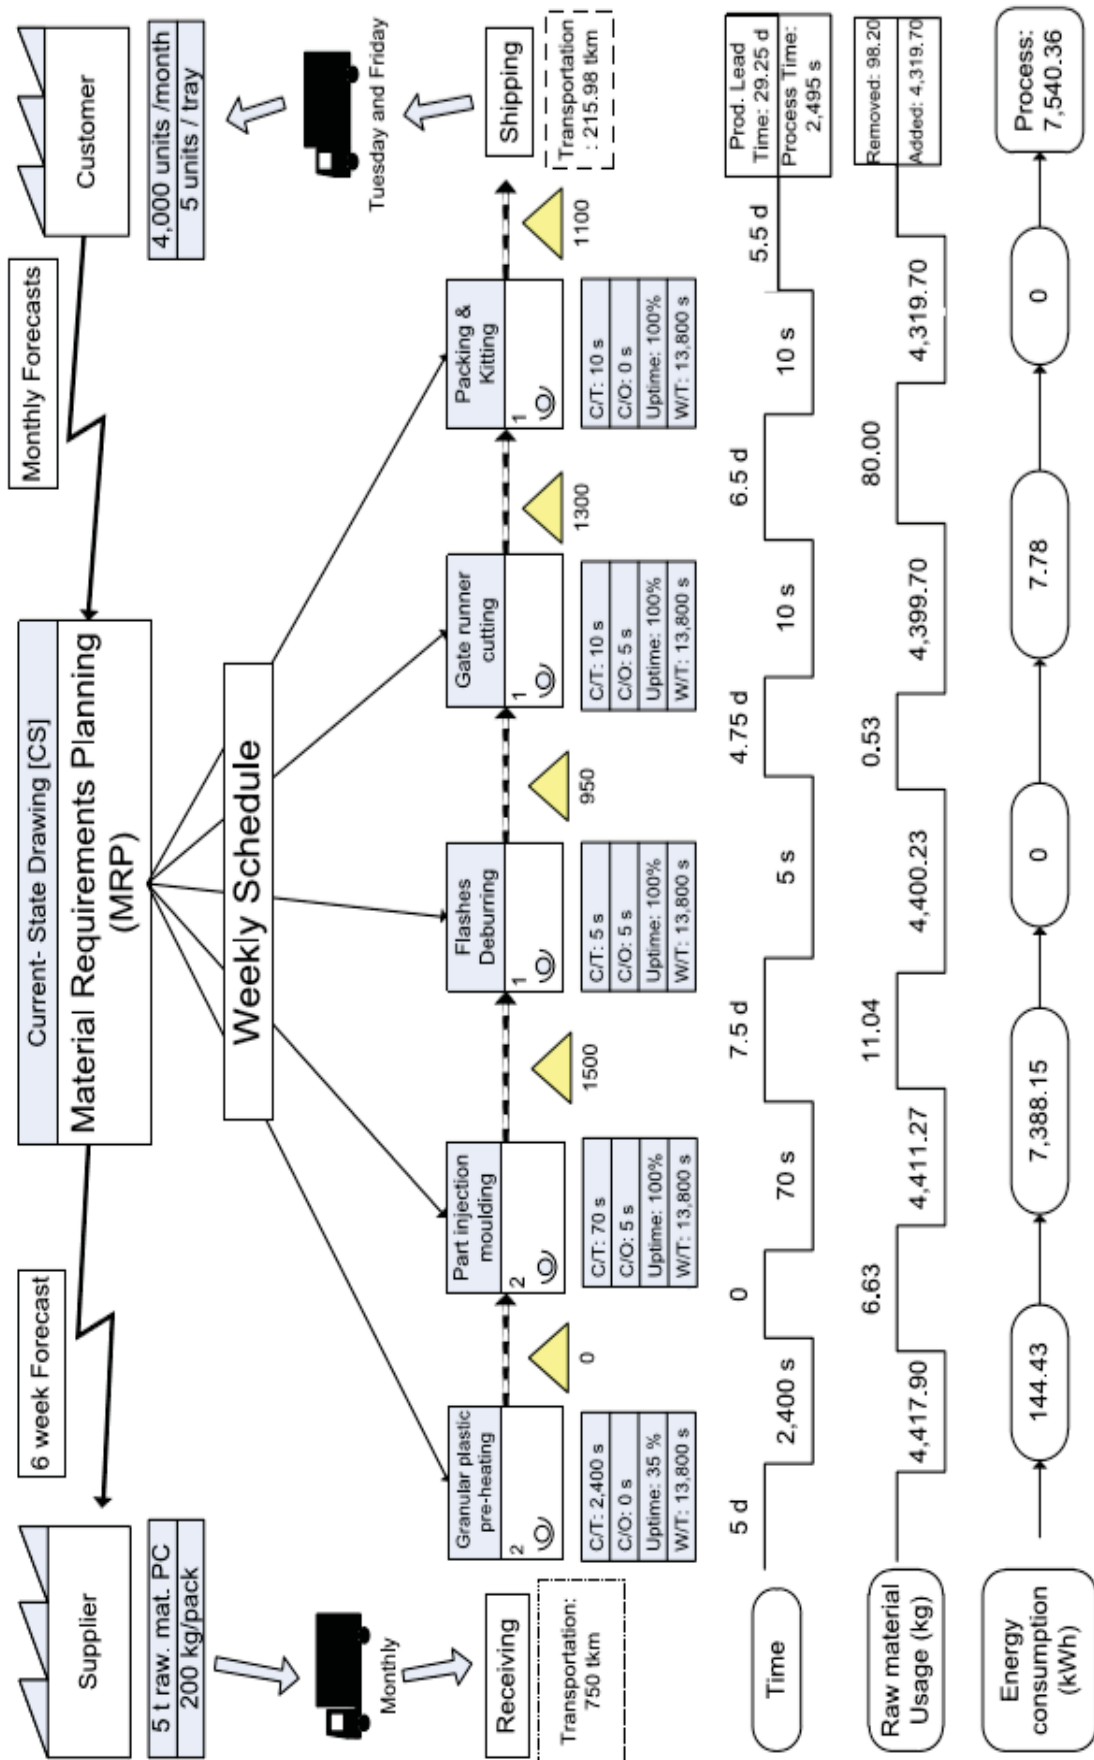 Current- State Drawing [CS]
Material Requirements Planning
(MRP)
6 week Forecast
Monthly Forecasts
Supplier
5 t raw. mat. PC
200 kg/pack
Monthly
Receiving
Transportation:
750 tkm
Customer
4,000 units /month
5 units / tray
Tuesday and Friday
Shipping
Transportation
: 215.98 tkm
Weekly Schedule
Granular plastic
pre-heating
2
C/T: 2,400 s
C/O: 0 s
Uptime: 35 %
W/T: 13,800 s
0
Part injection
moulding
2
C/T: 70 s
C/O: 5 s
Uptime: 100%
W/T: 13,800 s
1500
Flashes
Deburring
1
C/T: 5 s
C/O: 5 s
Uptime: 100%
W/T: 13,800 s
950
Gate runner
cutting
1
C/T: 10 s
C/O: 5 s
Uptime: 100%
W/T: 13,800 s
1300
Packing &
Kitting
1
C/T: 10 s
C/O: 0 s
Uptime: 100%
W/T: 13,800 s
1100
Time
5 d
2,400 s
0
70 s
7.5 d
5 s
4.75 d
10 s
6.5 d
10 s
5.5 d
Prod. Lead
Time: 29.25 d
Process Time:
2,495 s
Raw material
Usage (kg)
4,417.90
6.63
4,411.27
11.04
4,400.23
0.53
4,399.70
80.00
4,319.70
Removed: 98.20
Added: 4,319.70
Energy
consumption
(kWh)
144.43
7,388.15
0
7.78
0
Process:
7,540.36